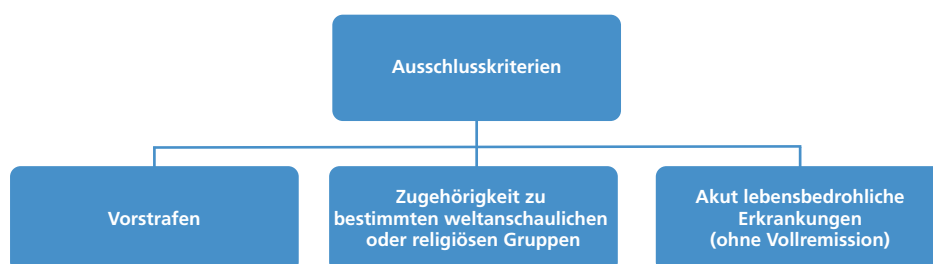 Ausschlusskriterien
Vorstrafen
Zugehörigkeit zu
bestimmten weltanschaulichen
oder religiösen Gruppen
Akut lebensbedrohliche
Erkrankungen
(ohne Vollremission)